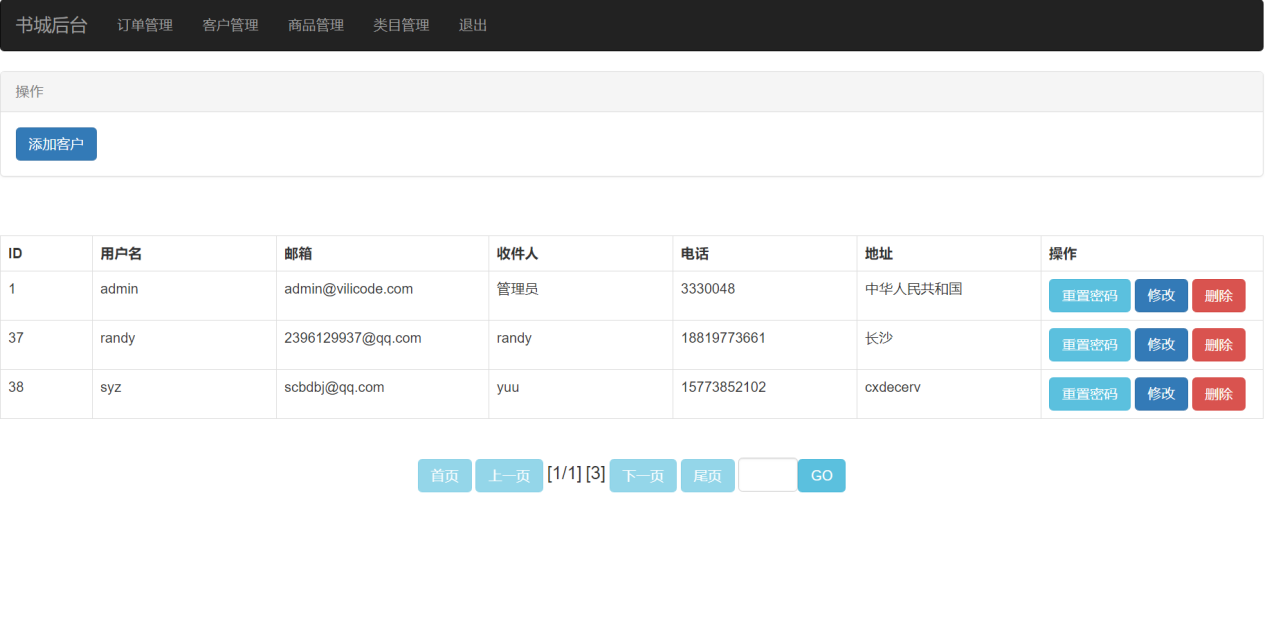 书城后台 订单管理 客户管理 商品管理 类目管理 退出
操作
添加客户
ID 用户名 邮箱 收件人 电话 地址 操作
1 admin admin@vilicode.com 管理员 3330048 中华人民共和国 重置密码 修改 删除
37 randy 2396129937@qq.com randy 18819773661 长沙 重置密码 修改 删除
38 syz scbdbj@qq.com yuu 15773852102 cxdecerv 重置密码 修改 删除
首页 上一页 [1/1] [3] 下一页 尾页 GO